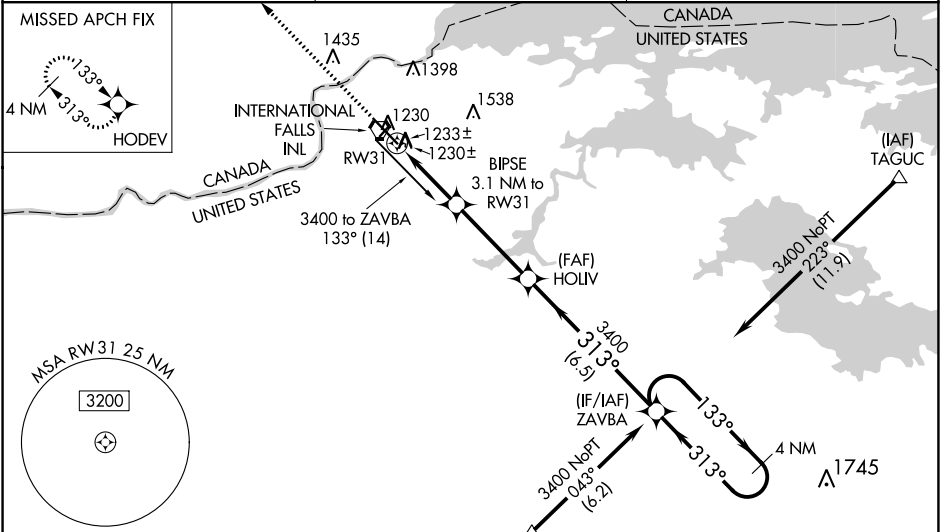 MISSED APCH FIX
133°
4 NM
313°
HODEV
1435
1398
CANADA
UNITED STATES
1538
INTERNATIONAL
FALLS
INL
1230
1233±
1230±
RW31
BIPSE
3.1 NM to
RW31
(IAF)
TAGUC
CANADA
UNITED STATES
3400 to ZAVBA
133° (14)
3400 NoPT
223°
(11.9)
(FAF)
HOLIV
3400
313°
(6.5)
MSA RW31 25 NM
3200
(IF/IAF)
ZAVBA
133°
313°
4 NM
1745
3400 NoPT
043°
(6.2)